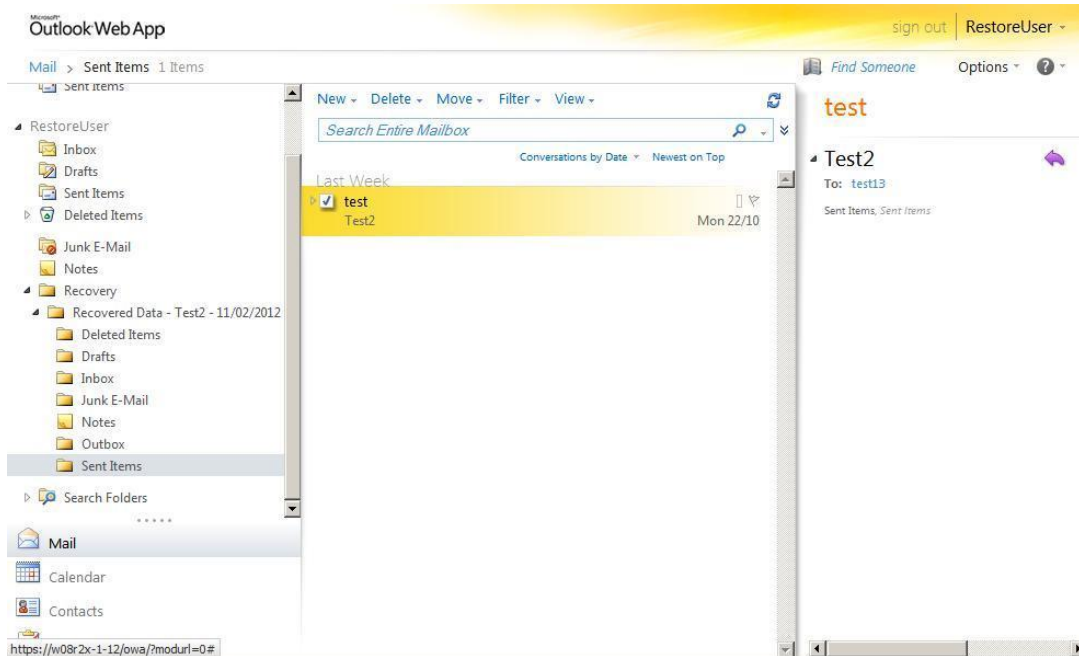 Microsoft®
Outlook Web App
sign out RestoreUser
Mail > Sent Items 1 Items
Find Someone Options
Sent Items
RestoreUser
Inbox
Drafts
Sent Items
Deleted Items
Junk E-Mail
Notes
Recovery
Recovered Data - Test2 - 11/02/2012
Deleted Items
Drafts
Inbox
Junk E-Mail
Notes
Outbox
Sent Items
Search Folders
Mail
Calendar
Contacts
https://w08r2x-1-12/owa/?modurl=0#
New Delete Move Filter View
Search Entire Mailbox
Conversations by Date Newest on Top
Last Week
test
Test2 Mon 22/10
test
Test2
To: test13
Sent Items, Sent Items